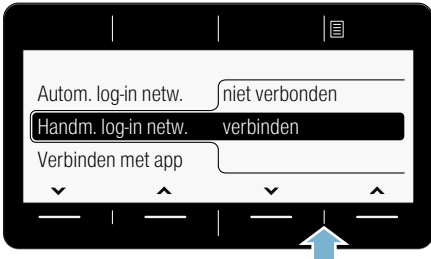 Autom. log-in netw. niet verbonden
Handm. log-in netw. verbinden
Verbinden met app